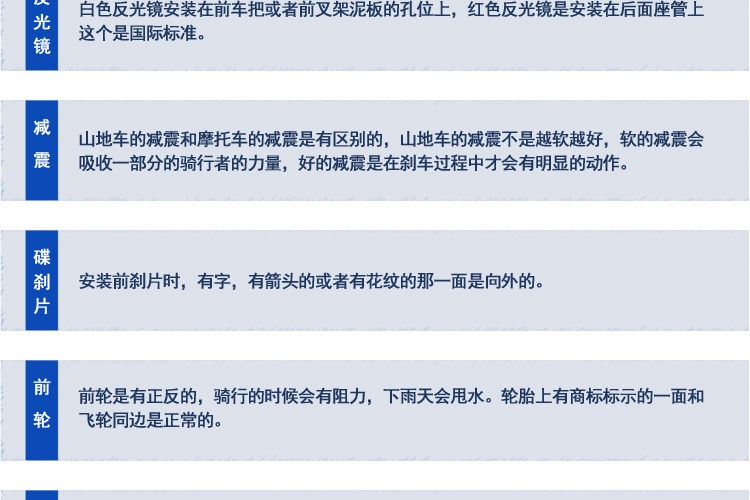 反光镜
白色反光镜安装在前车把或者前叉架泥板的孔位上，红色反光镜是安装在后面座管上
这个是国际标准。
减震
山地车的减震和摩托车的减震是有区别的，山地车的减震不是越软越好，软的减震会
吸收一部分的骑行者的力量，好的减震是在刹车过程中才会有明显的动作。
碟刹片
安装前刹片时，有字，有箭头的或者有花纹的那一面是向外的。
前轮
前轮是有正反的，骑行的时候会有阻力，下雨天会甩水。轮胎上有商标标示的一面和
飞轮同边是正常的。